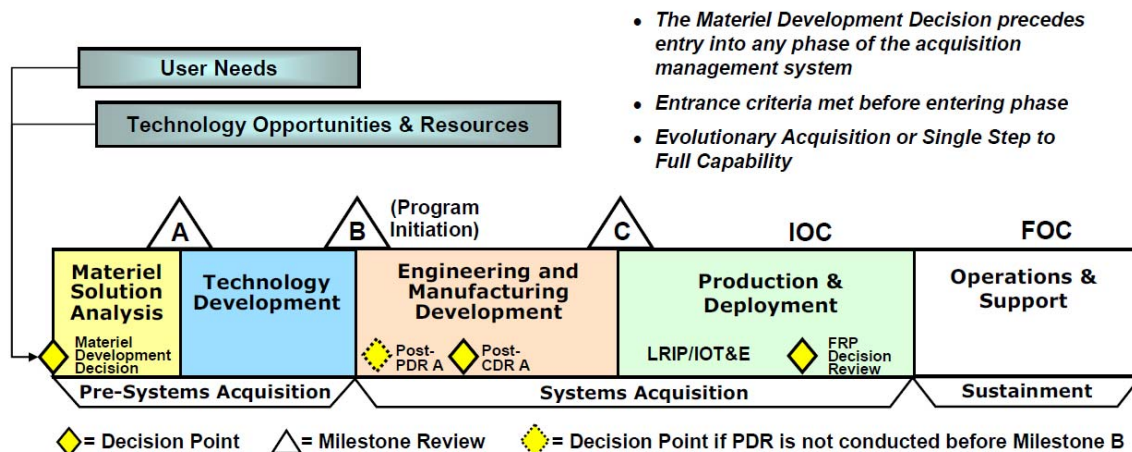 • The Materiel Development Decision precedes
entry into any phase of the acquisition
management system
• Entrance criteria met before entering phase
• Evolutionary Acquisition or Single Step to
Full Capability
User Needs
Technology Opportunities & Resources
A
B
(Program
Initiation)
C
IOC
FOC
Materiel
Solution
Analysis
Technology
Development
Engineering and
Manufacturing
Development
Production &
Deployment
Operations &
Support
Materiel
Development
Decision
Post-
PDR A
Post-
CDR A
LRIP/IOT&E
FRP
Decision
Review
Pre-Systems Acquisition
Systems Acquisition
Sustainment
= Decision Point
= Milestone Review
= Decision Point if PDR is not conducted before Milestone B